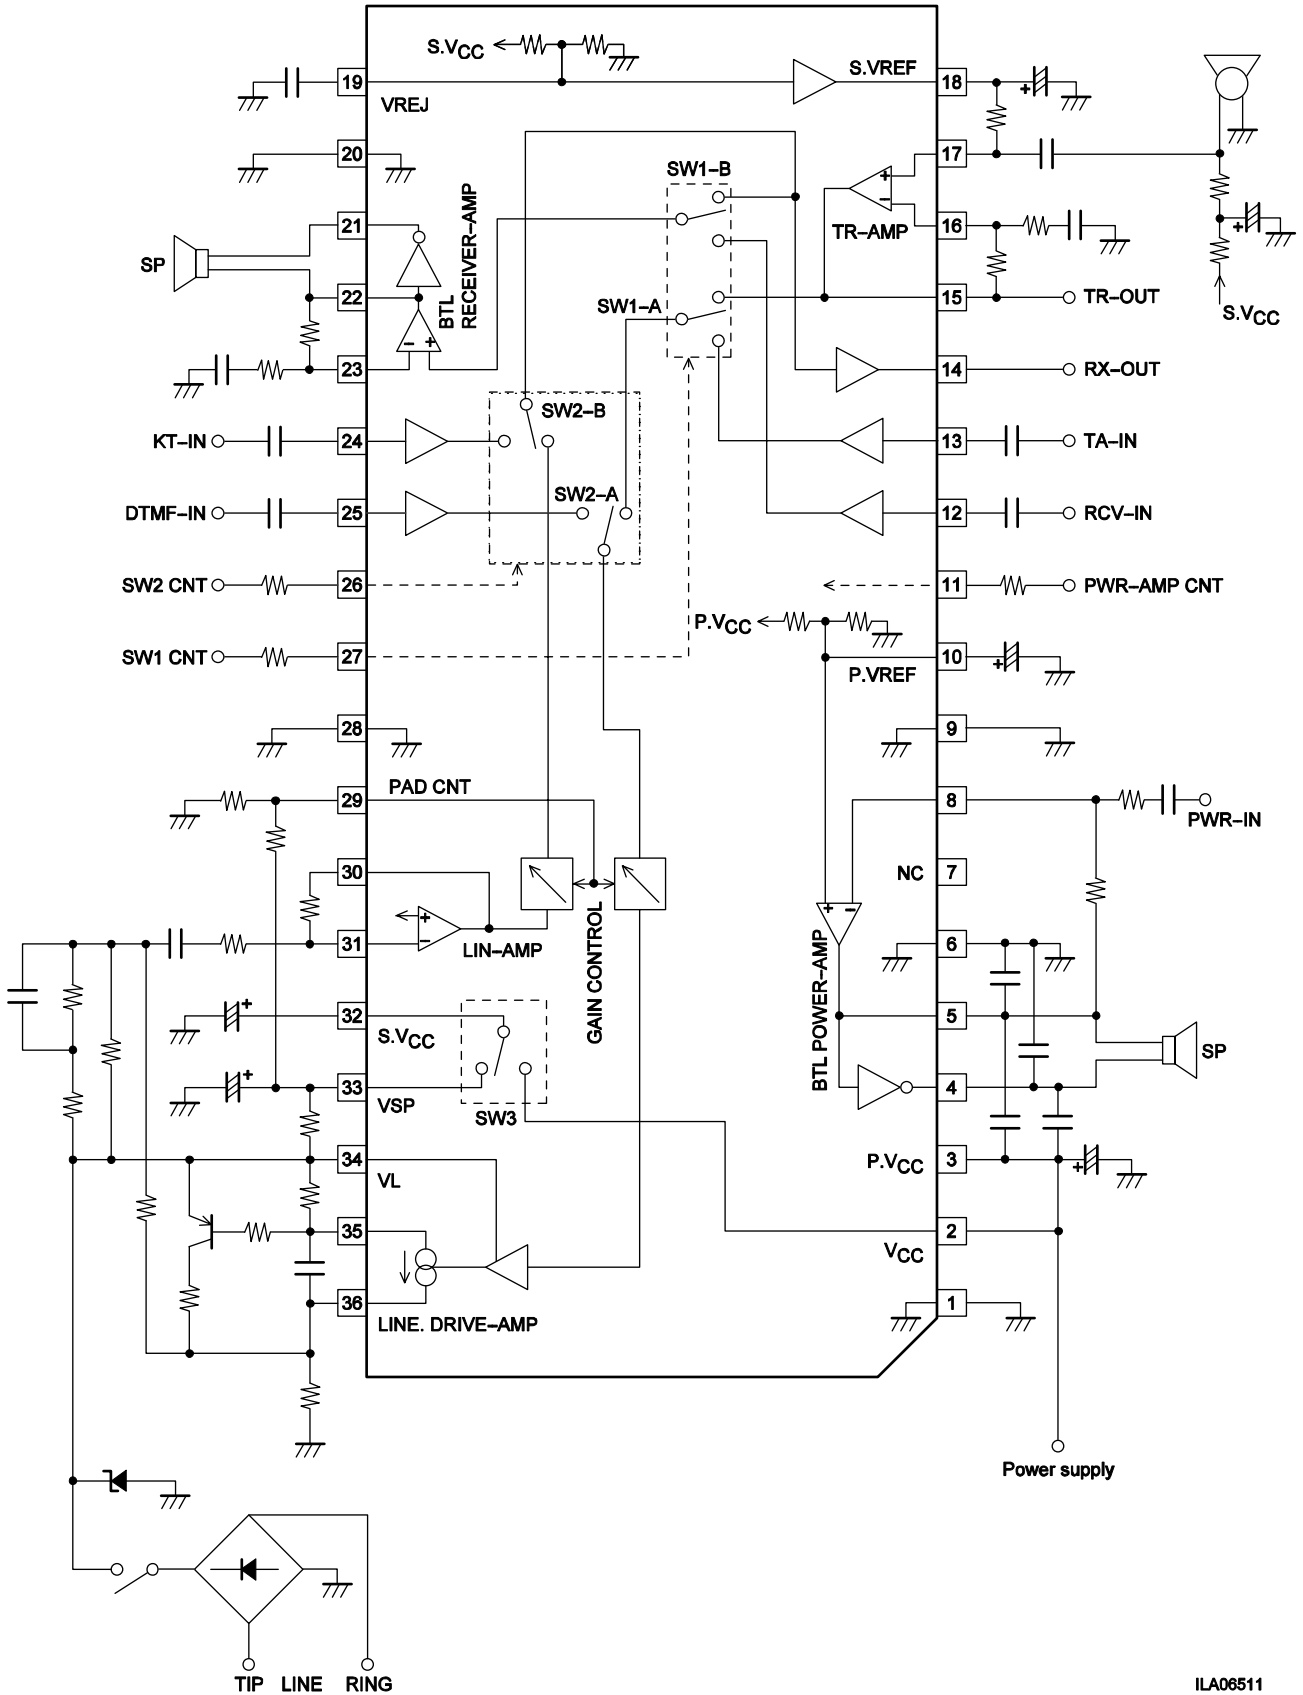 S.VCC
S.VREF
19
VREJ
18
20
17
SW1-B
TR-AMP
21
16
SP
BTL
RECEIVER-AMP
22
SW1-A
15
TR-OUT
S.VCC
23
14
RX-OUT
SW2-B
KT-IN
24
13
TA-IN
SW2-A
DTMF-IN
25
12
RCV-IN
SW2 CNT
26
11
PWR-AMP CNT
P.VCC
SW1 CNT
27
10
P.VREF
28
9
PAD CNT
29
8
PWR-IN
30
NC
7
31
LIN-AMP
GAIN CONTROL
BTL POWER-AMP
6
32
S.VCC
5
SP
33
VSP
SW3
4
34
VL
P.VCC
3
35
2
VCC
36
LINE. DRIVE-AMP
1
Power supply
TIP LINE RING
ILA06511